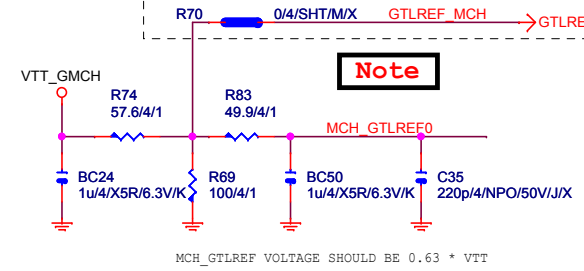 R70 0/4/SHT/M/X GTLREF_MCH GTLRE
Note
VTT_GMCH
R74
57.6/4/1
R83
49.9/4/1
MCH_GTLREF0
BC24
1u/4/X5R/6.3V/K
R69
100/4/1
BC50
1u/4/X5R/6.3V/K
C35
220p/4/NPO/50V/J/X
MCH_GTLREF VOLTAGE SHOULD BE 0.63 * VTT